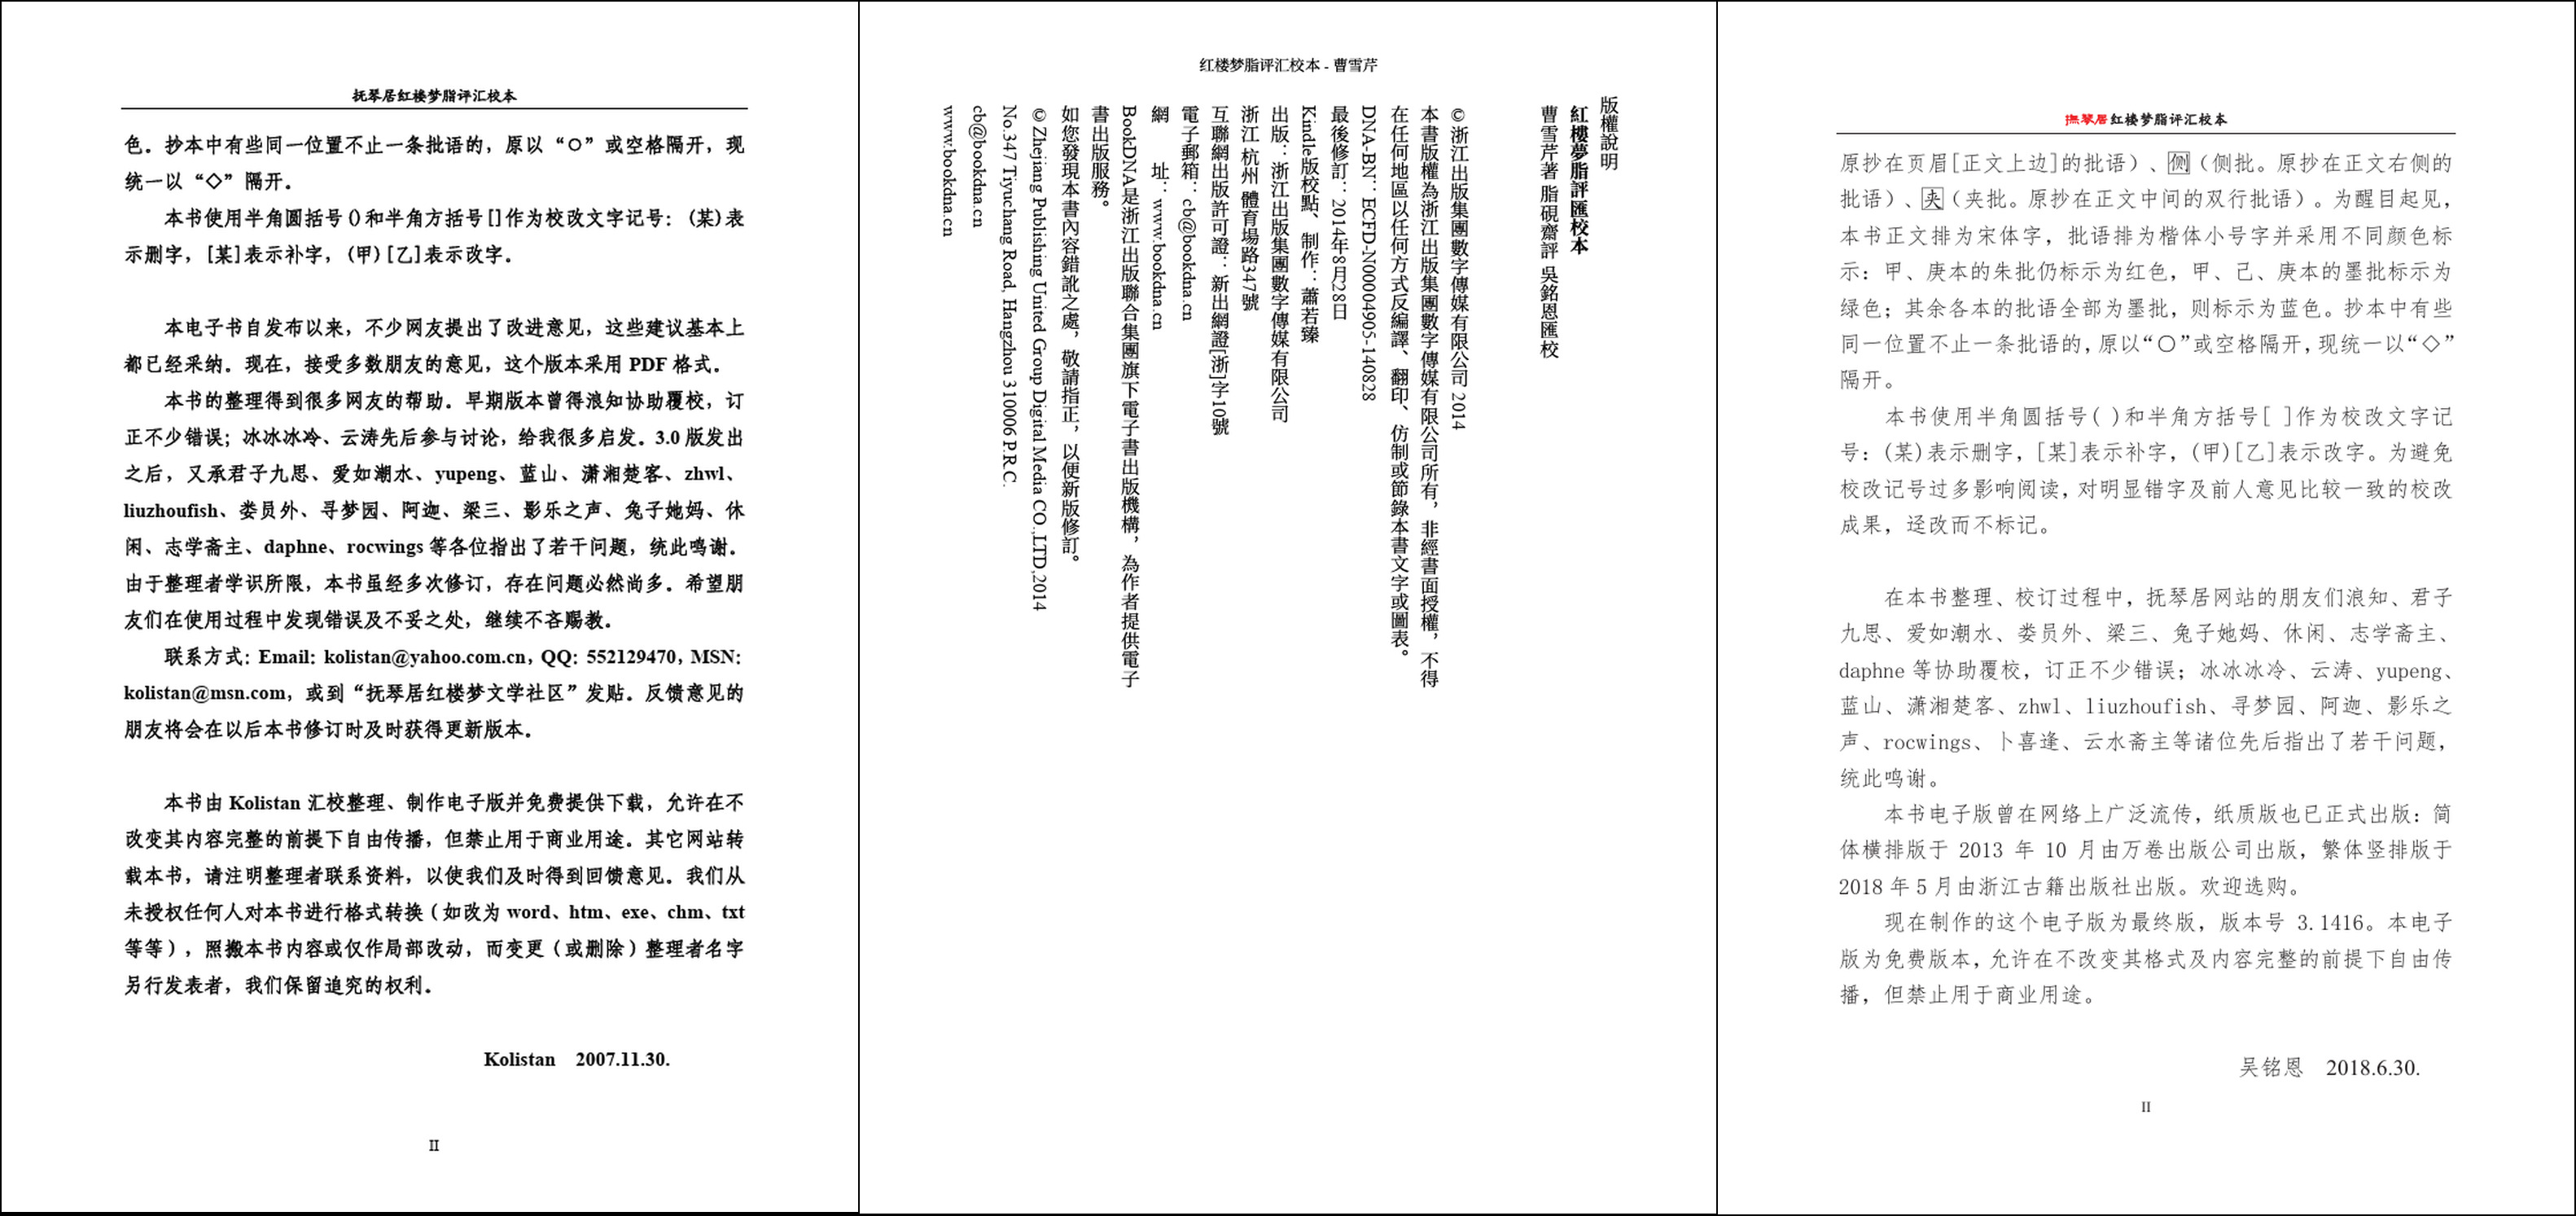 抚琴居红楼梦脂评汇校本
色。抄本中有些同一位置不止一条批语的，原以“○”或空格隔开，现
统一以“◇”隔开。
本书使用半角圆括号()和半角方括号[]作为校改文字记号：(某)表
示删字，[某]表示补字，(甲)[乙]表示改字。
本电子书自发布以来，不少网友提出了改进意见，这些建议基本上
都已经采纳。现在，接受多数朋友的意见，这个版本采用 PDF 格式。
本书的整理得到很多网友的帮助。早期版本曾得浪知协助覆校，订
正不少错误；冰冰冰冷、云涛先后参与讨论，给我很多启发。3.0 版发出
之后，又承君子九思、爱如潮水、yupeng、蓝山、潇湘楚客、zhwl、
liuzhoufish、娄员外、寻梦园、阿迦、梁三、影乐之声、兔子她妈、休
闲、志学斋主、daphne、rocwings 等各位指出了若干问题，统此鸣谢。
由于整理者学识所限，本书虽经多次修订，存在问题必然尚多。希望朋
友们在使用过程中发现错误及不妥之处，继续不吝赐教。
联系方式：Email：kolistan@yahoo.com.cn，QQ：552129470，MSN：
kolistan@msn.com，或到“抚琴居红楼梦文学社区”发贴。反馈意见的
朋友将会在以后本书修订时及时获得更新版本。
本书由 Kolistan 汇校整理、制作电子版并免费提供下载，允许在不
改变其内容完整的前提下自由传播，但禁止用于商业用途。其它网站转
载本书，请注明整理者联系资料，以使我们及时得到回馈意见。我们从
未授权任何人对本书进行格式转换（如改为 word、htm、exe、chm、txt
等等），照搬本书内容或仅作局部改动，而变更（或删除）整理者名字
另行发表者，我们保留追究的权利。
Kolistan 2007.11.30.
II
红楼梦脂评汇校本 - 曹雪芹
版權說明
紅樓夢脂評匯校本
曹雪芹著 脂硯齋評 吳銘恩匯校
© 浙江出版集團數字傳媒有限公司 2014
本書版權為浙江出版集團數字傳媒有限公司所有，非經書面授權，不得
在任何地區以任何方式反編譯、翻印、仿制或節錄本書文字或圖表。
DNA-BN：ECFD-N00004905-140828
最後修訂：2014年8月28日
Kindle版校點、制作：蕭若臻
出版：浙江出版集團數字傳媒有限公司
浙江 杭州 體育場路347號
互聯網出版許可證：新出網證[浙]字10號
電子郵箱：cb@bookdna.cn
網　　址：www.bookdna.cn
BookDNA是浙江出版聯合集團旗下電子書出版機構，為作者提供電子
書出版服務。
如您發現本書內容錯訛之處，敬請指正，以便新版修訂。
© Zhejiang Publishing United Group Digital Media CO.,LTD,2014
No.347 Tiyuchang Road, Hangzhou 310006 P.R.C.
cb@bookdna.cn
www.bookdna.cn
撫琴居红楼梦脂评汇校本
原抄在页眉[正文上边]的批语）、侧（侧批。原抄在正文右侧的
批语）、夹（夹批。原抄在正文中间的双行批语）。为醒目起见，
本书正文排为宋体字，批语排为楷体小号字并采用不同颜色标
示：甲、庚本的朱批仍标示为红色，甲、己、庚本的墨批标示为
绿色；其余各本的批语全部为墨批，则标示为蓝色。抄本中有些
同一位置不止一条批语的，原以“○”或空格隔开，现统一以“◇”
隔开。
本书使用半角圆括号( )和半角方括号[ ]作为校改文字记
号：(某)表示删字，[某]表示补字，(甲)[乙]表示改字。为避免
校改记号过多影响阅读，对明显错字及前人意见比较一致的校改
成果，迳改而不标记。
在本书整理、校订过程中，抚琴居网站的朋友们浪知、君子
九思、爱如潮水、娄员外、梁三、兔子她妈、休闲、志学斋主、
daphne 等协助覆校，订正不少错误；冰冰冰冷、云涛、yupeng、
蓝山、潇湘楚客、zhwl、liuzhoufish、寻梦园、阿迦、影乐之
声、rocwings、卜喜逢、云水斋主等诸位先后指出了若干问题，
统此鸣谢。
本书电子版曾在网络上广泛流传，纸质版也已正式出版：简
体横排版于 2013 年 10 月由万卷出版公司出版，繁体竖排版于
2018 年 5 月由浙江古籍出版社出版。欢迎选购。
现在制作的这个电子版为最终版，版本号 3.1416。本电子
版为免费版本，允许在不改变其格式及内容完整的前提下自由传
播，但禁止用于商业用途。
吴铭恩 2018.6.30.
II